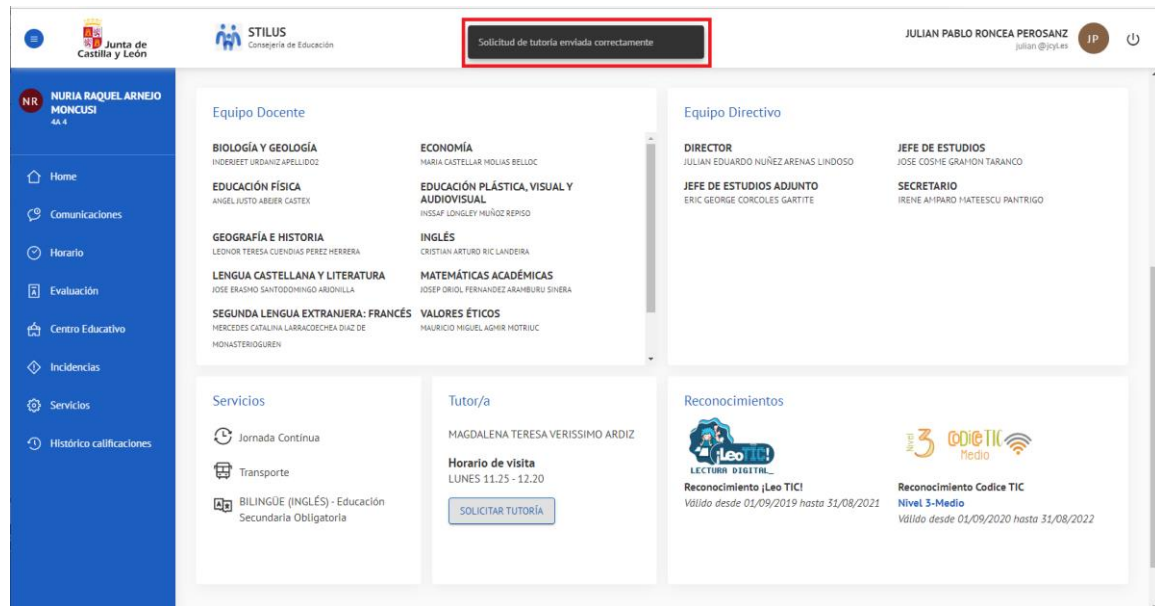 Junta de
Castilla y León
STILUS
Consejería de Educación
Solicitud de tutoría enviada correctamente
JULIAN PABLO RONCEA PEROSANZ
julian @jcyl.es
JP
NR
NURIA RAQUEL ARNEJO
MONCUSI
4A 4
Home
Comunicaciones
Horario
Evaluación
Centro Educativo
Incidencias
Servicios
Histórico calificaciones
Equipo Docente
BIOLOGÍA Y GEOLOGÍA
INDERJEET URDANIZ APELLIDO2
ECONOMÍA
MARIA CASTELLAR MOLIAS BELLOC
EDUCACIÓN FÍSICA
ANGEL JUSTO ABEJER CASTEX
EDUCACIÓN PLÁSTICA, VISUAL Y
AUDIOVISUAL
INSSAF LONGLEY MUÑOZ REPISO
GEOGRAFÍA E HISTORIA
LEONOR TERESA CUENDIAS PEREZ HERRERA
INGLÉS
CRISTIAN ARTURO RIC LANDEIRA
LENGUA CASTELLANA Y LITERATURA
JOSE ERASMO SANTODOMINGO ARJONILLA
MATEMÁTICAS ACADÉMICAS
JOSEP ORIOL FERNANDEZ ARAMBURU SINERA
SEGUNDA LENGUA EXTRANJERA: FRANCÉS
MERCEDES CATALINA LARRACOECHEA DIAZ DE
MONASTERIOGUREN
VALORES ÉTICOS
MAURICIO MIGUEL AGMIR MOTRIUC
Equipo Directivo
DIRECTOR
JULIAN EDUARDO NUÑEZ ARENAS LINDOSO
JEFE DE ESTUDIOS
JOSE COSME GRAMON TARANCO
JEFE DE ESTUDIOS ADJUNTO
ERIC GEORGE CORCOLES GARTITE
SECRETARIO
IRENE AMPARO MATEESCU PANTRIGO
Servicios
Jornada Continua
Transporte
BILINGÜE (INGLÉS) - Educación
Secundaria Obligatoria
Tutor/a
MAGDALENA TERESA VERISSIMO ARDIZ
Horario de visita
LUNES 11.25 - 12.20
SOLICITAR TUTORÍA
Reconocimientos
¡Leo TIC!
LECTURA DIGITAL_
Reconocimiento ¡Leo TIC!
Válido desde 01/09/2019 hasta 31/08/2021
Nivel 3 CODICE TIC
Medio
Reconocimiento Codice TIC
Nivel 3-Medio
Válido desde 01/09/2020 hasta 31/08/2022